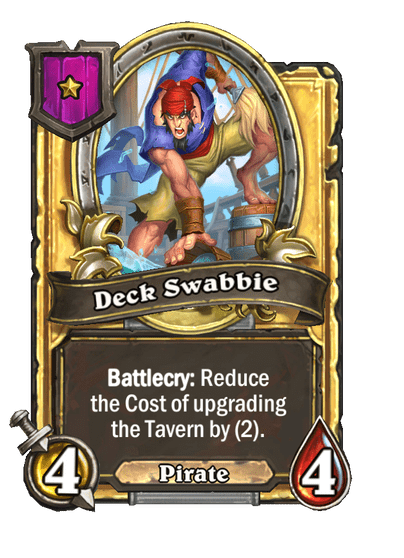 Deck Swabbie
Battlecry: Reduce
the Cost of upgrading
the Tavern by (2).
4
Pirate
4